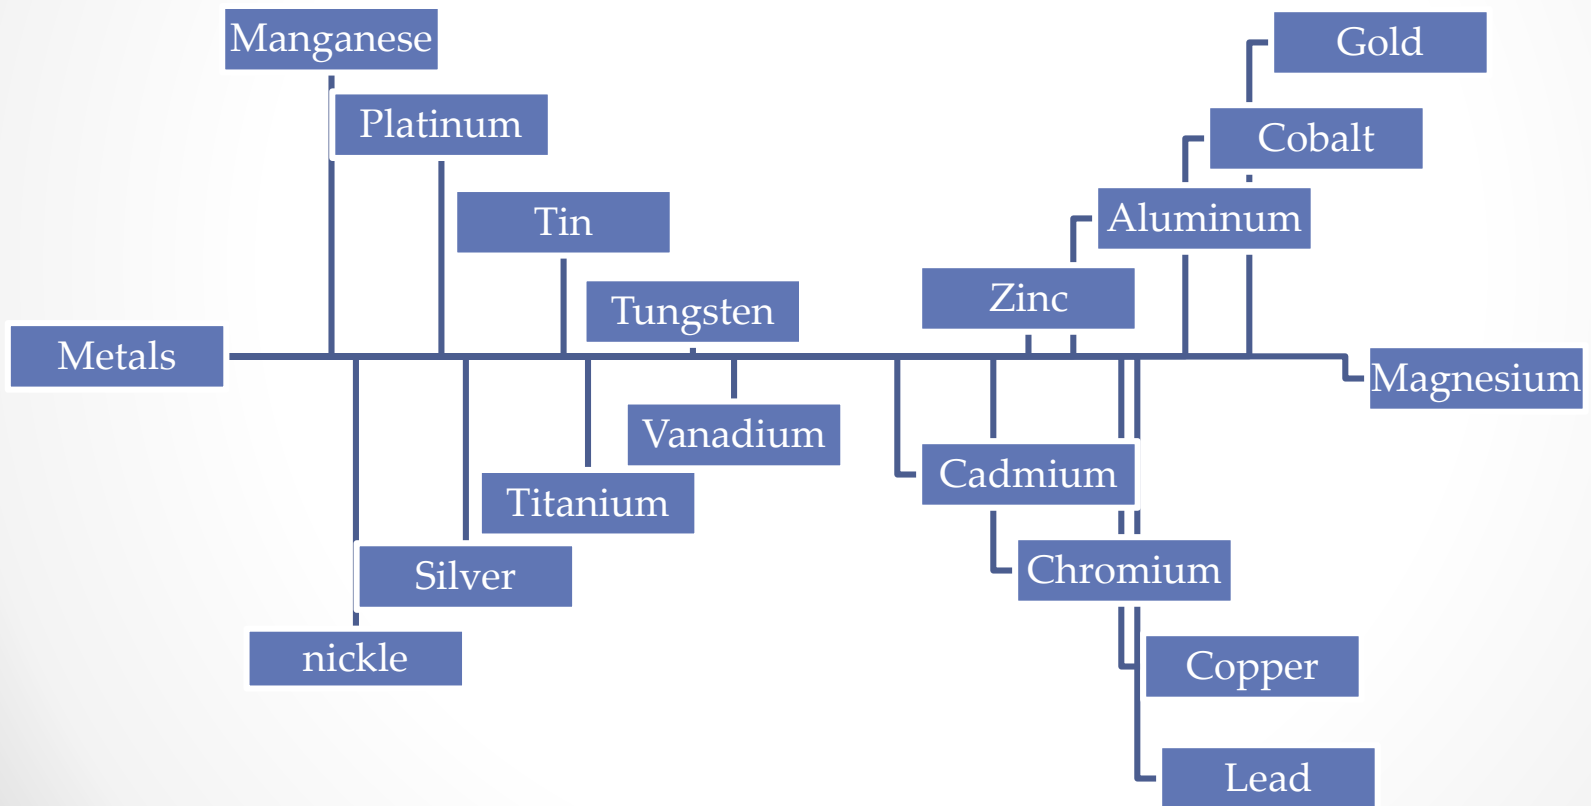 Manganese
Gold
Platinum
Cobalt
Tin
Aluminum
Zinc
Tungsten
Metals
Magnesium
Vanadium
Cadmium
Titanium
Silver
Chromium
nickle
Copper
Lead